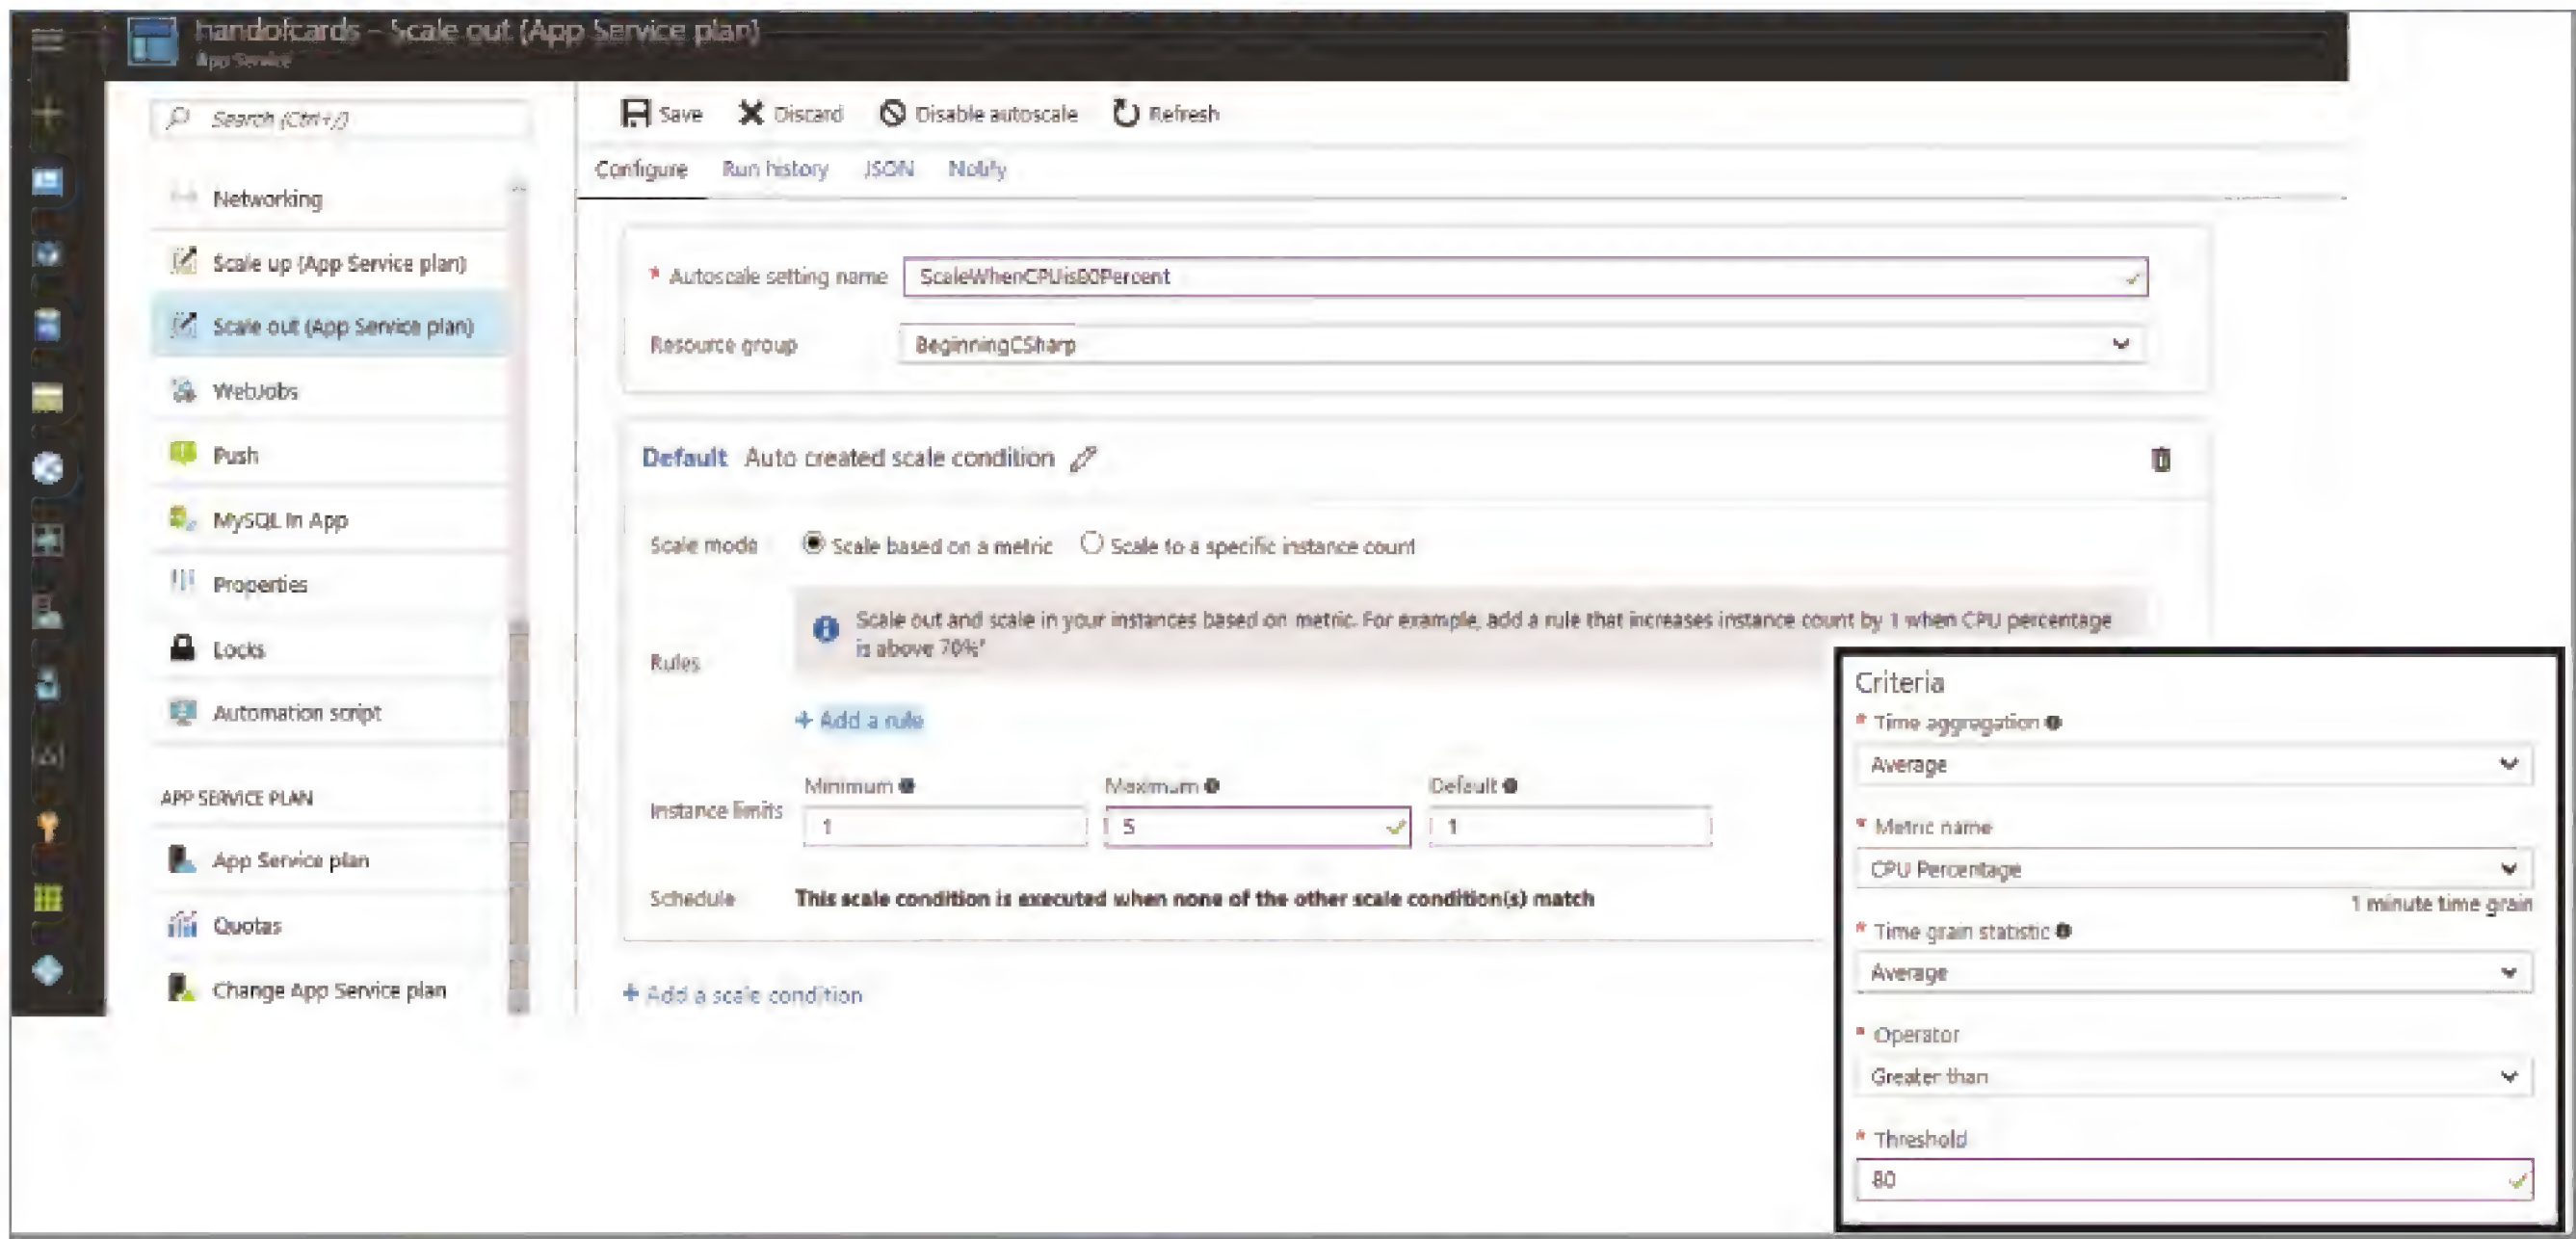 handofcards – Scale out (App Service plan)
App Service
Search (Ctrl+/)
Networking
Scale up (App Service plan)
Scale out (App Service plan)
WebJobs
Push
MySQL In App
Properties
Locks
Automation script
APP SERVICE PLAN
App Service plan
Quotas
Change App Service plan
Save Discard Disable autoscale Refresh
Configure Run history JSON Notify
* Autoscale setting name ScaleWhenCPUis80Percent
Resource group BeginningCSharp
Default Auto created scale condition
Scale mode Scale based on a metric Scale to a specific instance count
Rules
Scale out and scale in your instances based on metric. For example, add a rule that increases instance count by 1 when CPU percentage
is above 70%'
+ Add a rule
Instance limits
Minimum Maximum Default
1 5 1
Schedule This scale condition is executed when none of the other scale condition(s) match
+ Add a scale condition
Criteria
* Time aggregation
Average
* Metric name
CPU Percentage
1 minute time grain
* Time grain statistic
Average
* Operator
Greater than
* Threshold
80